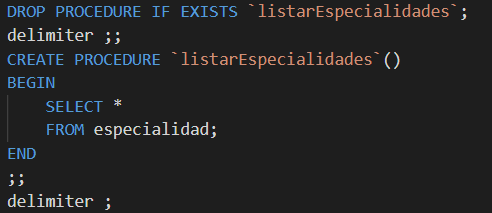 DROP PROCEDURE IF EXISTS `listarEspecialidades`;
delimiter ;;
CREATE PROCEDURE `listarEspecialidades`()
BEGIN
    SELECT *
    FROM especialidad;
END
;;
delimiter ;